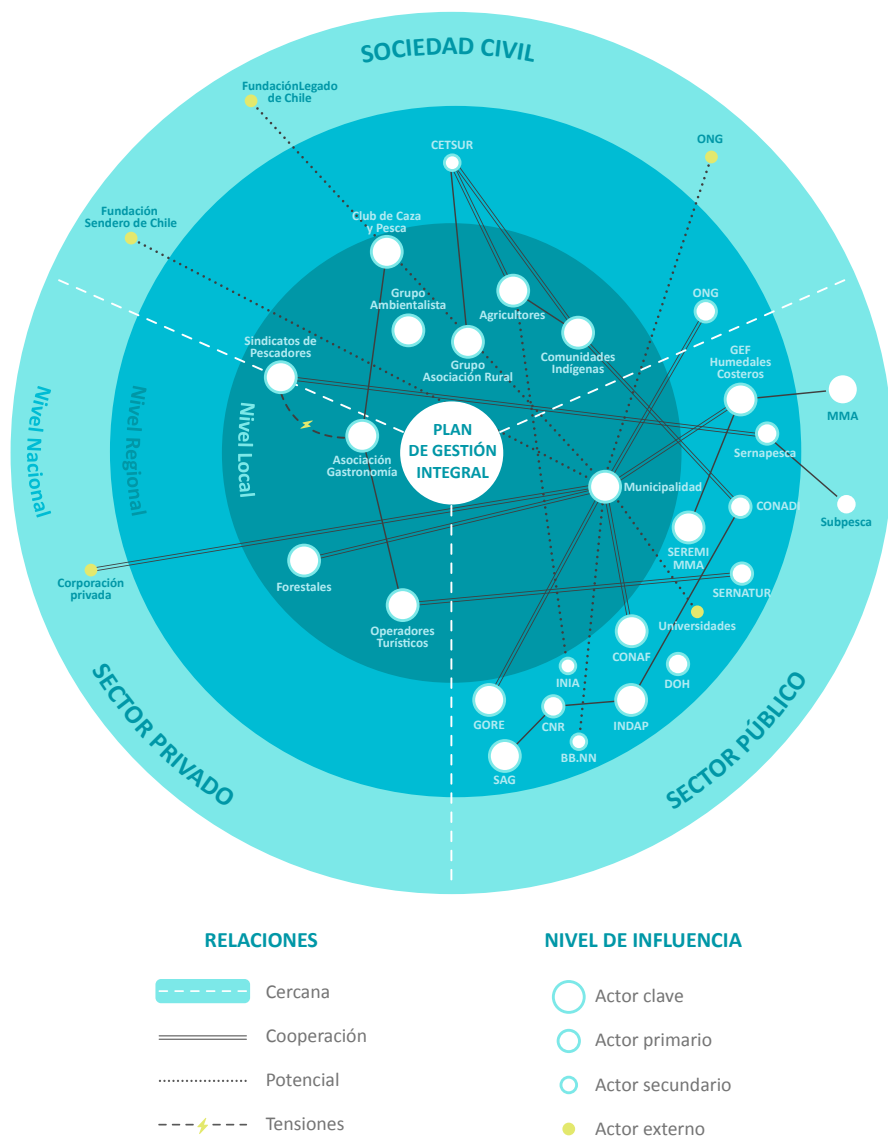 SOCIEDAD CIVIL
FundaciónLegado
de Chile
CETSUR
ONG
Fundación
Sendero de Chile
Club de Caza
y Pesca
Grupo
Ambientalista
Agricultores
ONG
Sindicatos de
Pescadores
Grupo
Asociación Rural
Comunidades
Indígenas
GEF
Humedales
Costeros
MMA
Nivel Nacional
Nivel Regional
Nivel Local
PLAN
DE GESTIÓN
INTEGRAL
Asociación
Gastronomía
Sernapesca
Municipalidad
CONADI
Subpesca
SEREMI
MMA
Corporación
privada
Forestales
SERNATUR
Operadores
Turísticos
Universidades
CONAF
INIA
DOH
GORE
CNR
INDAP
BB.NN
SAG
SECTOR PRIVADO
SECTOR PÚBLICO
RELACIONES
Cercana
Cooperación
Potencial
Tensiones
NIVEL DE INFLUENCIA
Actor clave
Actor primario
Actor secundario
Actor externo